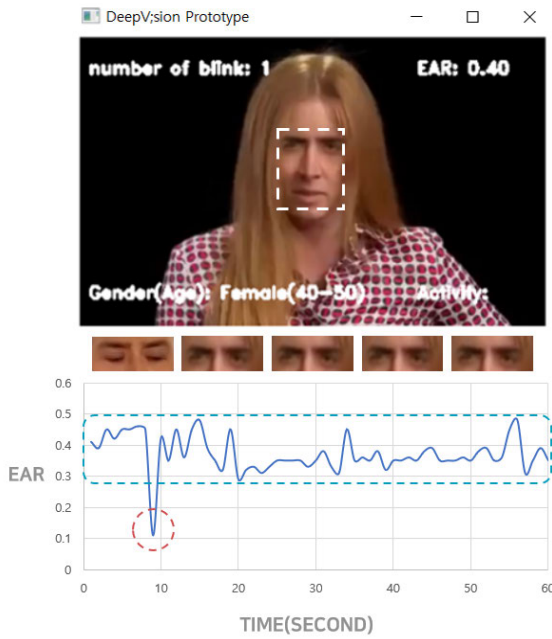 DeepV;sion Prototype
number of blink: 1
EAR: 0.40
Gender(Age): Female(40-50)
Activity:
0.6
0.5
0.4
0.3
0.2
0.1
0
EAR
0 10 20 30 40 50 60
TIME(SECOND)